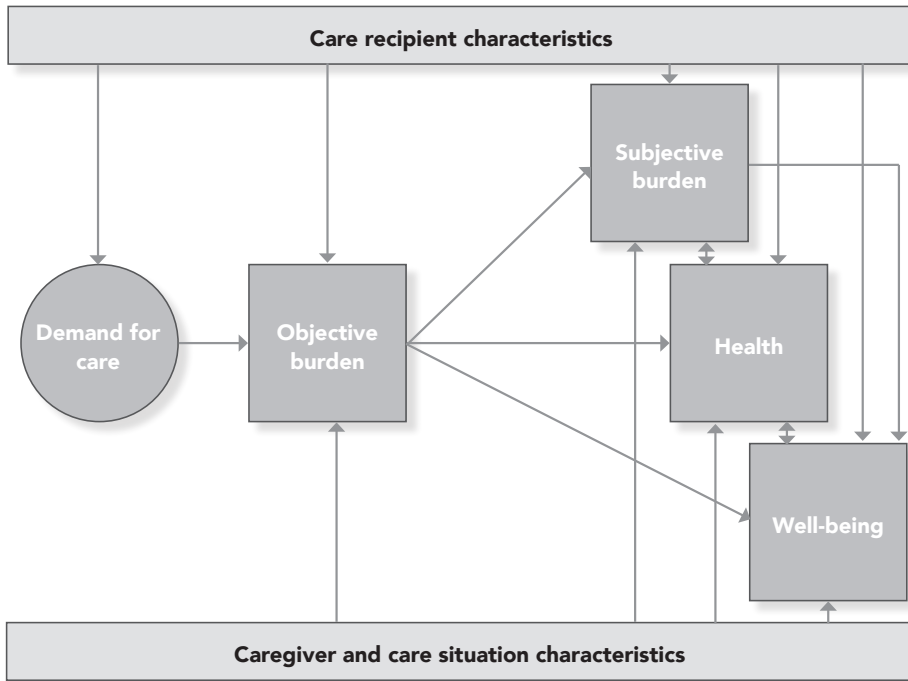 Care recipient characteristics
Subjective
burden
Demand for
care
Objective
burden
Health
Well-being
Caregiver and care situation characteristics